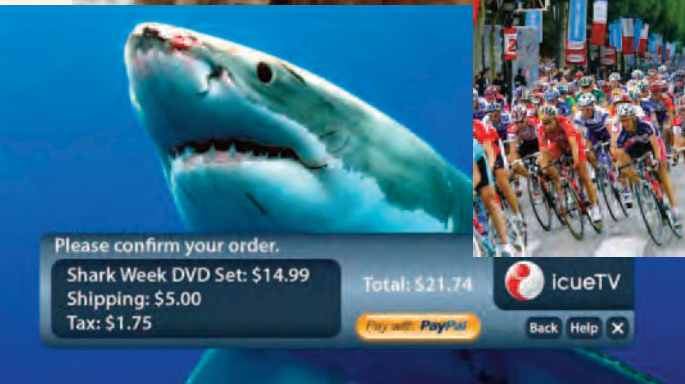 2
Please confirm your order.
Shark Week DVD Set: $14.99
Shipping: $5.00
Tax: $1.75
Total: $21.74
Pay with PayPal
icueTV
Back Help X